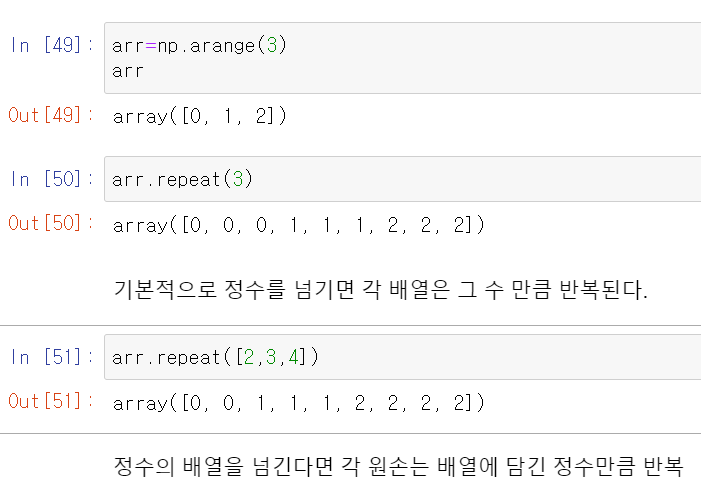 In [49]: arr=np.arange(3)
arr
Out[49]: array([0, 1, 2])
In [50]: arr.repeat(3)
Out[50]: array([0, 0, 0, 1, 1, 1, 2, 2, 2])
기본적으로 정수를 넘기면 각 배열은 그 수 만큼 반복된다.
In [51]: arr.repeat([2,3,4])
Out[51]: array([0, 0, 1, 1, 1, 2, 2, 2, 2])
정수의 배열을 넘긴다면 각 원손는 배열에 담긴 정수만큼 반복